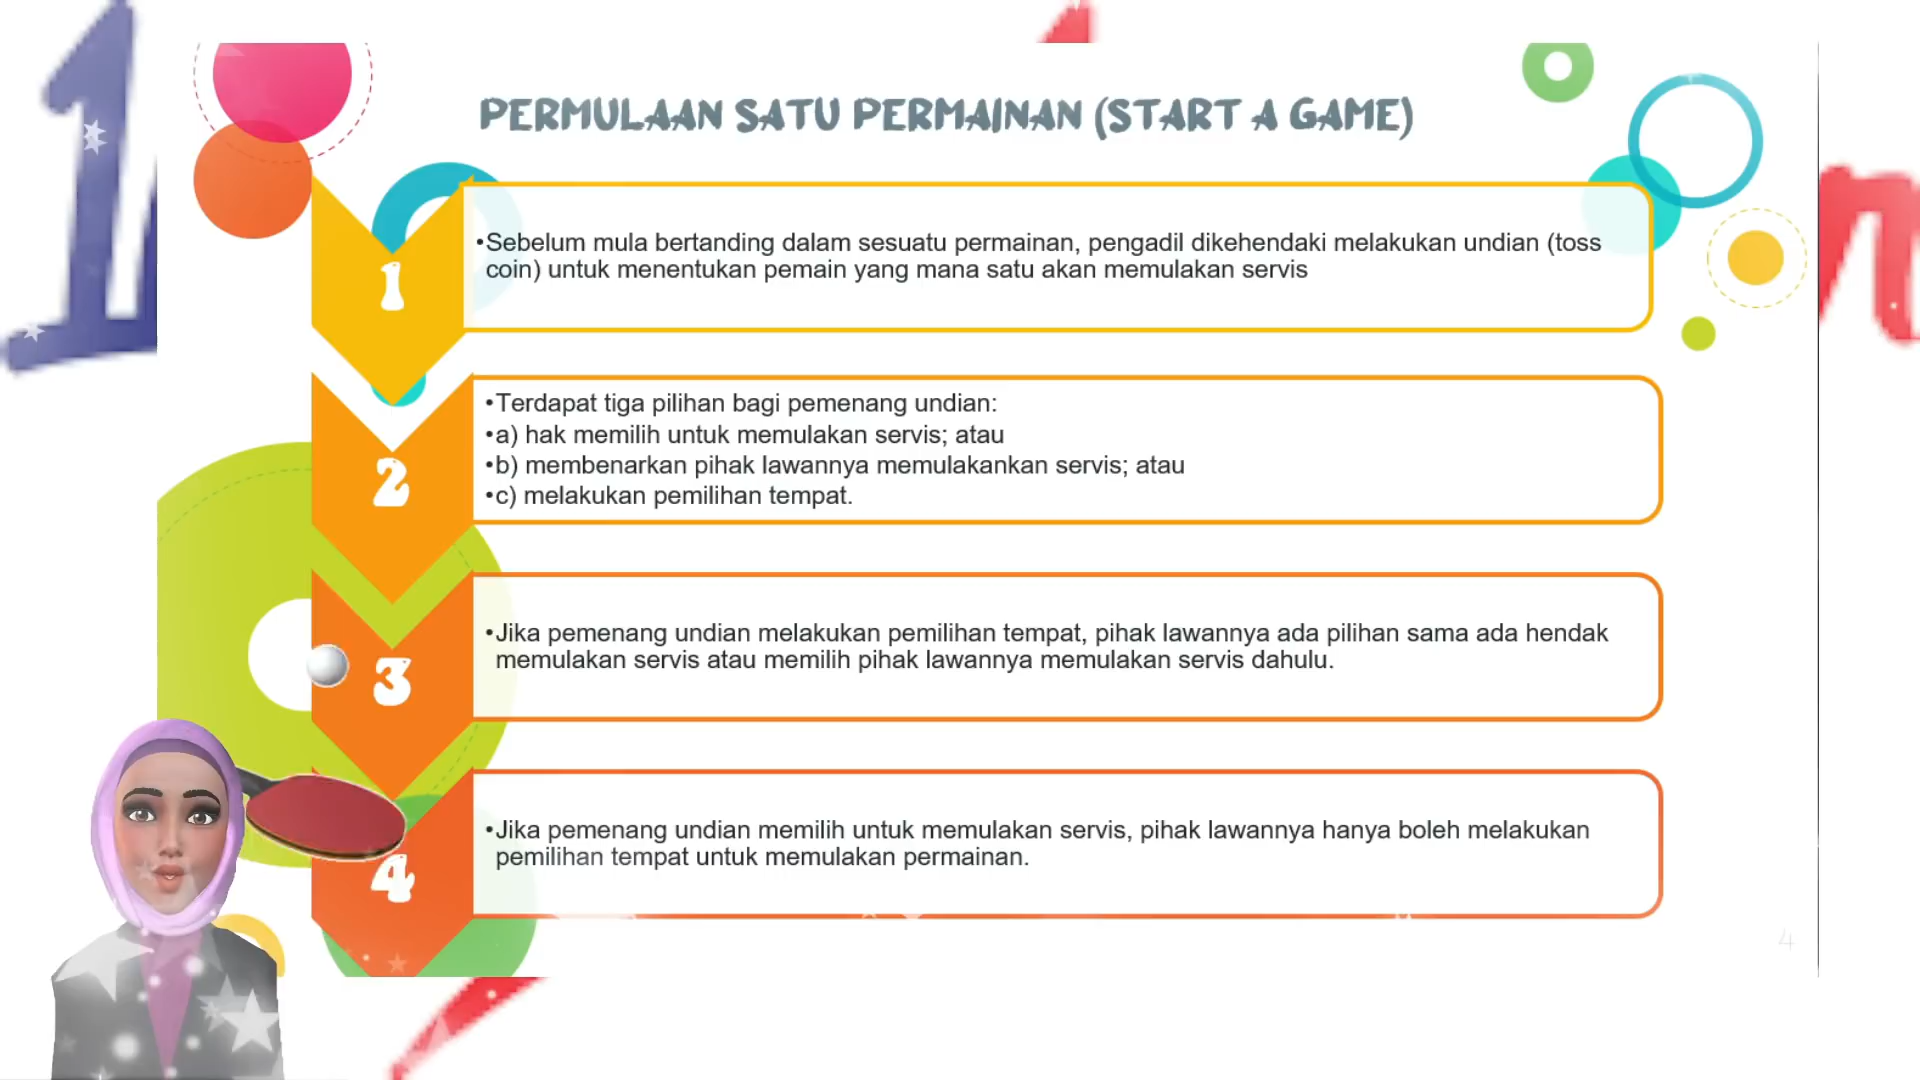 PERMULAAN SATU PERMAINAN (START A GAME)
1
•Sebelum mula bertanding dalam sesuatu permainan, pengadil dikehendaki melakukan undian (toss
coin) untuk menentukan pemain yang mana satu akan memulakan servis
2
•Terdapat tiga pilihan bagi pemenang undian:
•a) hak memilih untuk memulakan servis; atau
•b) membenarkan pihak lawannya memulakankan servis; atau
•c) melakukan pemilihan tempat.
3
•Jika pemenang undian melakukan pemilihan tempat, pihak lawannya ada pilihan sama ada hendak
memulakan servis atau memilih pihak lawannya memulakan servis dahulu.
4
•Jika pemenang undian memilih untuk memulakan servis, pihak lawannya hanya boleh melakukan
pemilihan tempat untuk memulakan permainan.
4